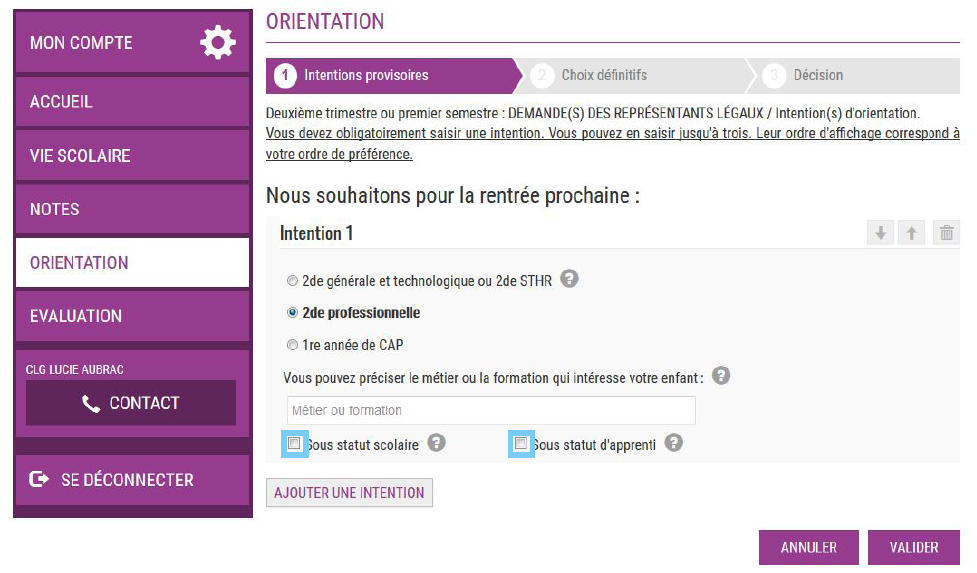 MON COMPTE
ACCUEIL
VIE SCOLAIRE
NOTES
ORIENTATION
EVALUATION
CLG LUCIE AUBRAC
CONTACT
SE DÉCONNECTER
ORIENTATION
1 Intentions provisoires
2 Choix définitifs
3 Décision
Deuxième trimestre ou premier semestre : DEMANDE(S) DES REPRÉSENTANTS LÉGAUX / Intention(s) d'orientation.
Vous devez obligatoirement saisir une intention. Vous pouvez en saisir jusqu'à trois. Leur ordre d'affichage correspond à
votre ordre de préférence.
Nous souhaitons pour la rentrée prochaine :
Intention 1
2de générale et technologique ou 2de STHR ?
2de professionnelle
1re année de CAP
Vous pouvez préciser le métier ou la formation qui intéresse votre enfant : ?
Métier ou formation
Sous statut scolaire ?
Sous statut d'apprenti ?
AJOUTER UNE INTENTION
ANNULER
VALIDER